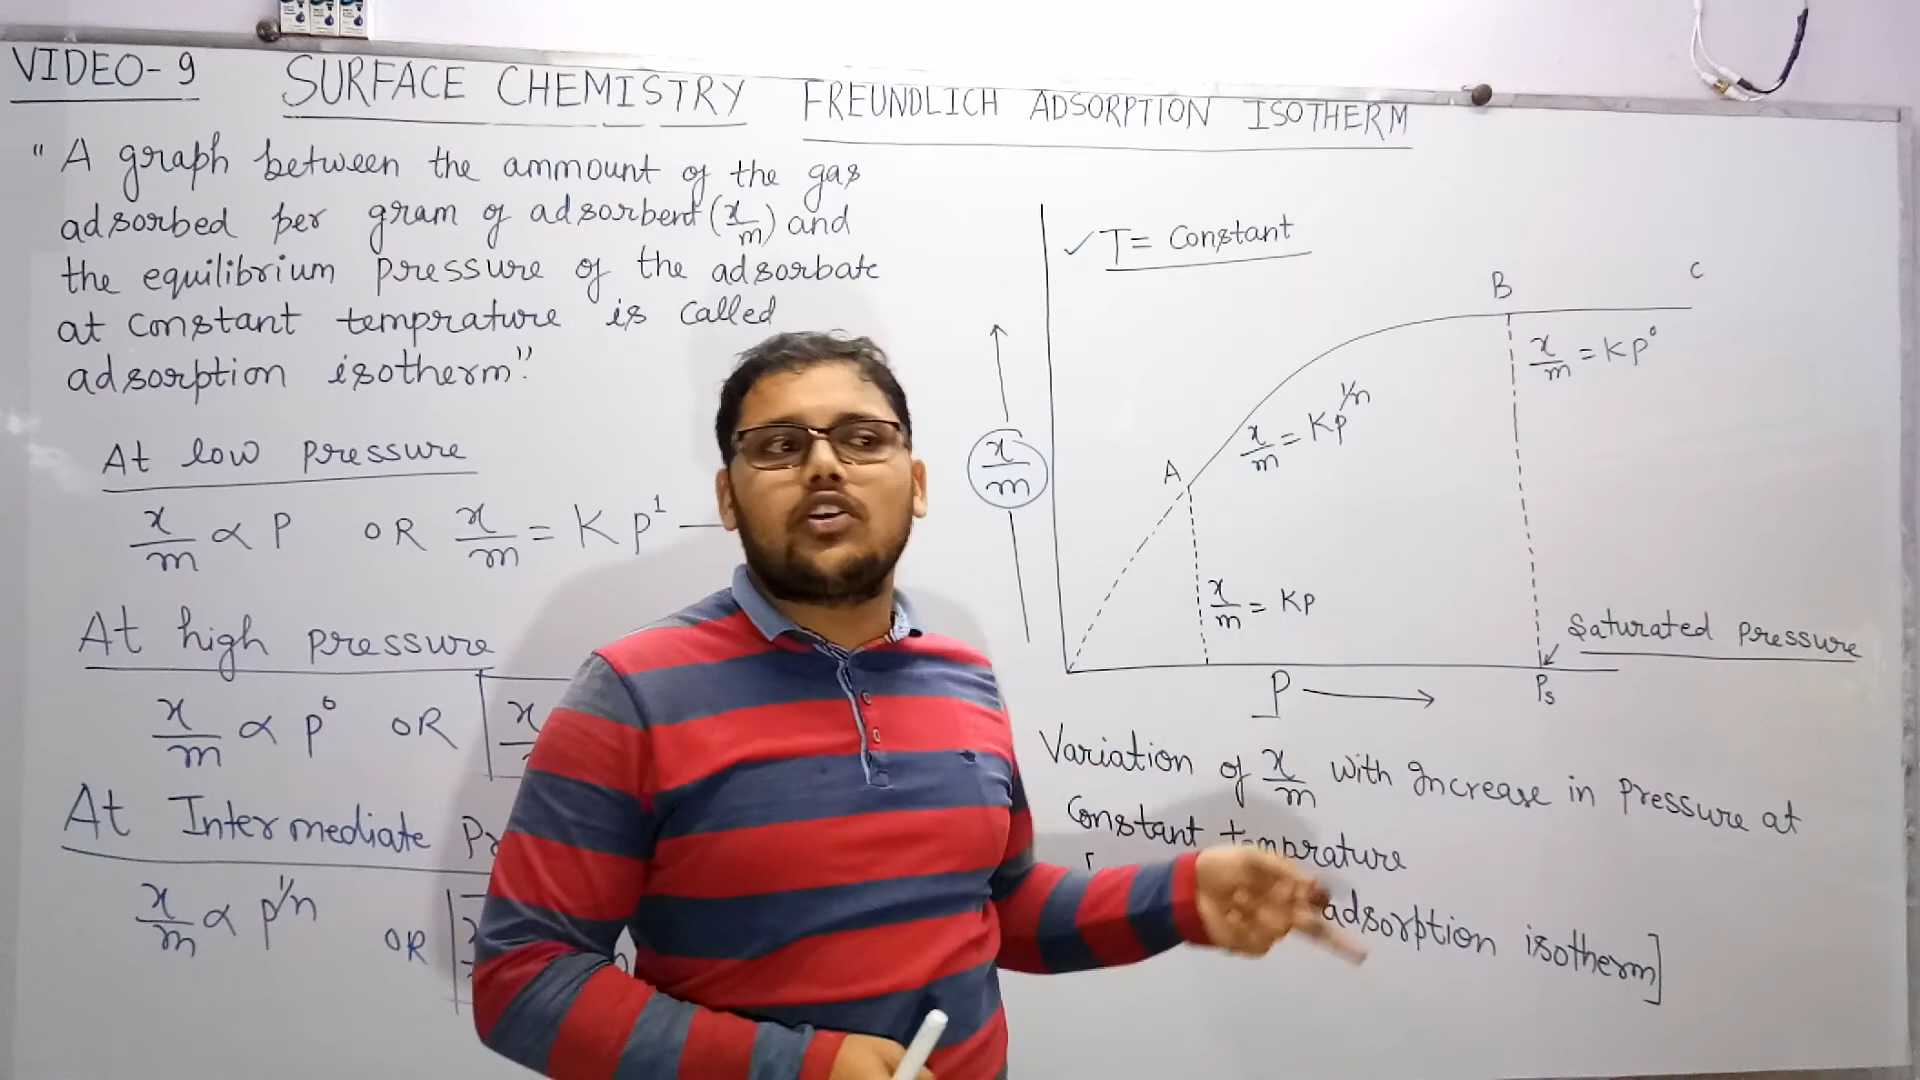 VIDEO-9 SURFACE CHEMISTRY FREUNDLICH ADSORPTION ISOTHERM
" A graph between the ammount of the gas
adsorbed per gram of adsorbent (x/m) and
the equilibrium pressure of the adsorbate
at constant temprature is called
adsorption isotherm."
At low pressure
x/m ∝ P OR x/m = K P¹ —
At high pressure
x/m ∝ P⁰ OR x
At Intermediate Pr
x/m ∝ P^1/n OR
✓ T = Constant
B C
x/m = KP⁰
x/m = KP^1/n
A
x/m
x/m = KP
Saturated pressure
P → Ps
Variation of x/m with Increase in pressure at
Constant temprature
[ adsorption isotherm]